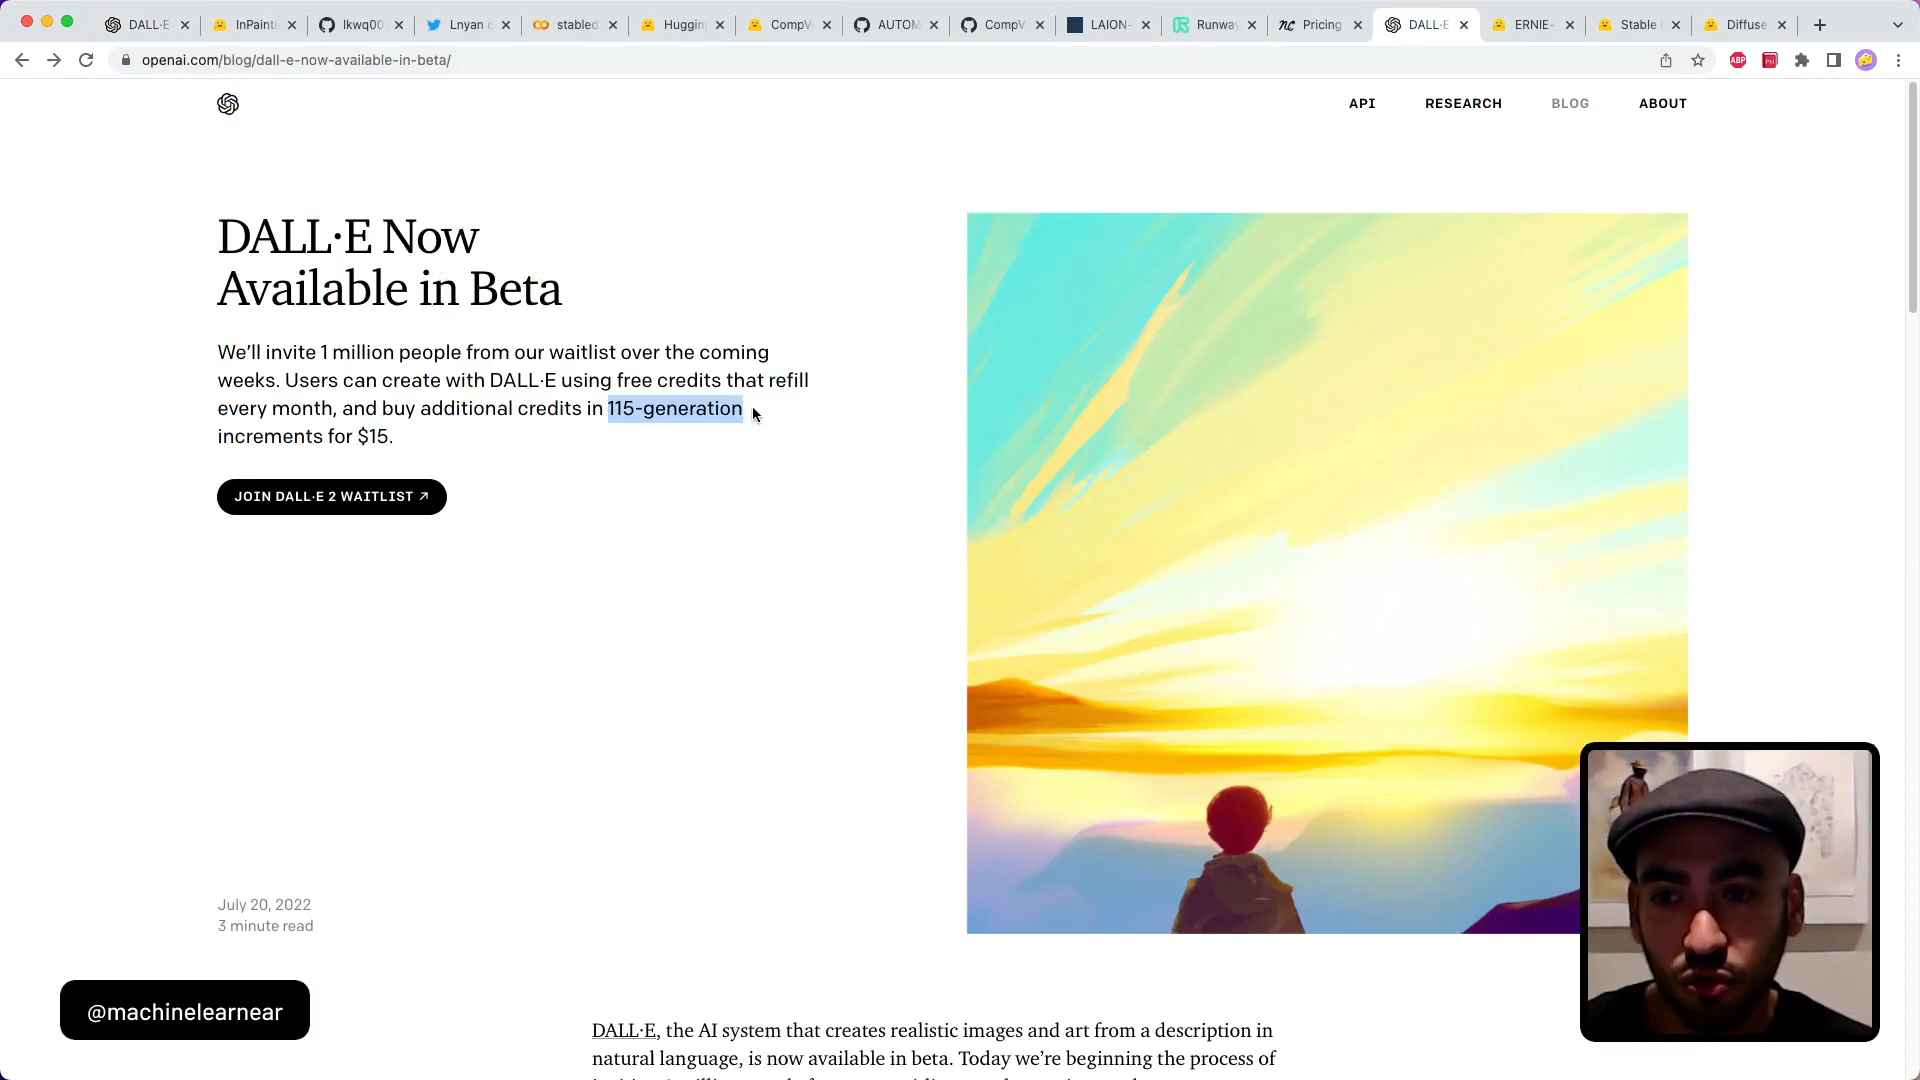 DALL·E
InPainti
lkwq00
Lnyan
stabled
Huggin
CompVi
AUTOM
CompV
LAION-
Runway
Pricing
DALL·E
ERNIE-
Stable
Diffuse
openai.com/blog/dall-e-now-available-in-beta/
ABP
API
RESEARCH
BLOG
ABOUT
DALL·E Now
Available in Beta
We’ll invite 1 million people from our waitlist over the coming
weeks. Users can create with DALL·E using free credits that refill
every month, and buy additional credits in 115-generation
increments for $15.
JOIN DALL·E 2 WAITLIST ↗
July 20, 2022
3 minute read
@machinelearnear
DALL·E, the AI system that creates realistic images and art from a description in
natural language, is now available in beta. Today we’re beginning the process of